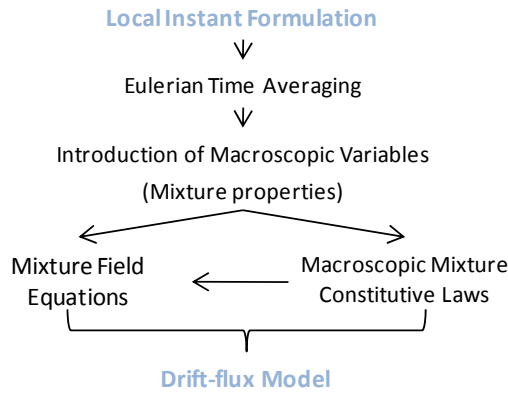 Local Instant Formulation
Eulerian Time Averaging
Introduction of Macroscopic Variables
(Mixture properties)
Mixture Field
Equations
Macroscopic Mixture
Constitutive Laws
Drift-flux Model